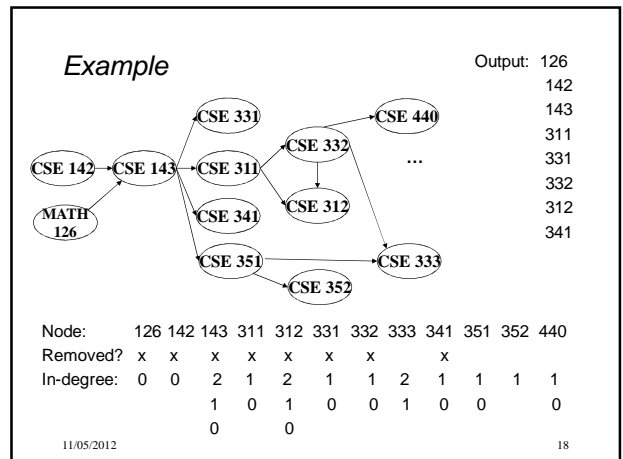 Example
Output: 126
142
143
311
331
332
312
341
CSE 331
CSE 440
CSE 332
...
CSE 142
CSE 143
CSE 311
CSE 312
MATH
126
CSE 341
CSE 351
CSE 333
CSE 352
Node: 126 142 143 311 312 331 332 333 341 351 352 440
Removed? x x x x x x x x
In-degree: 0 0 2 1 2 1 1 2 1 1 1 1
1 0 1 0 0 1 0 0
0 0
11/05/2012
18